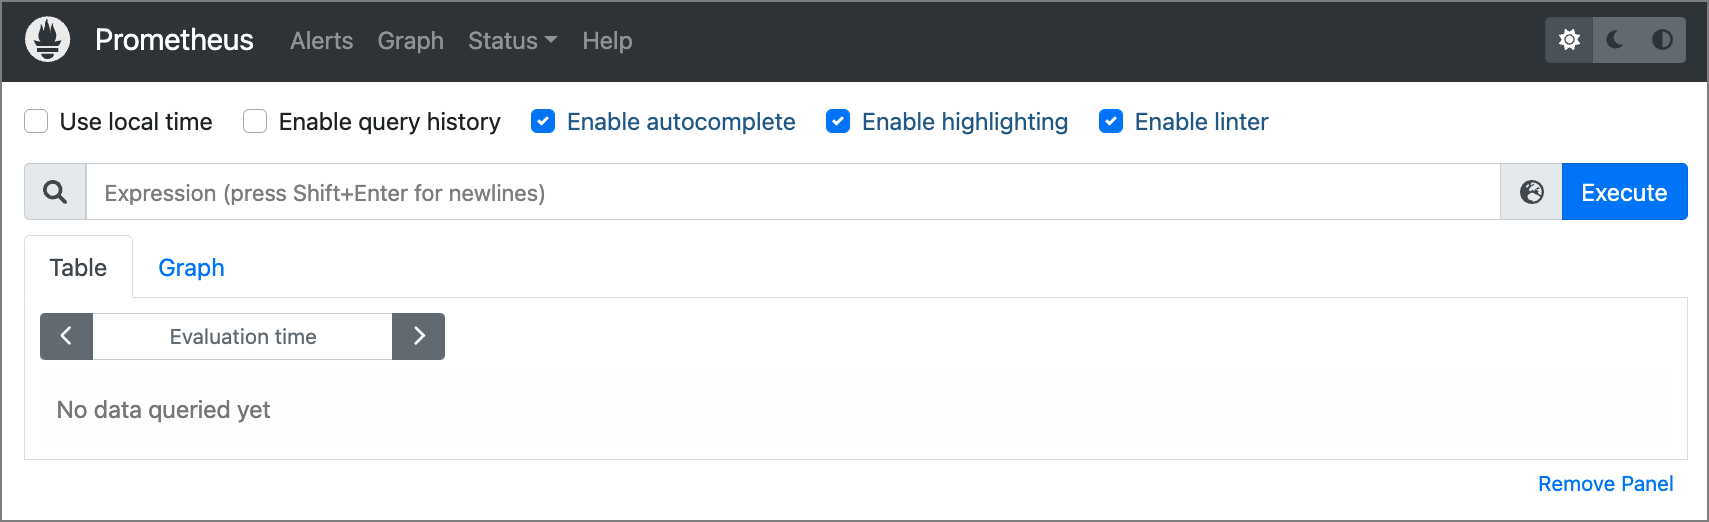 Prometheus Alerts Graph Status Help
Use local time Enable query history Enable autocomplete Enable highlighting Enable linter
Expression (press Shift+Enter for newlines) Execute
Table Graph
Evaluation time
No data queried yet
Remove Panel